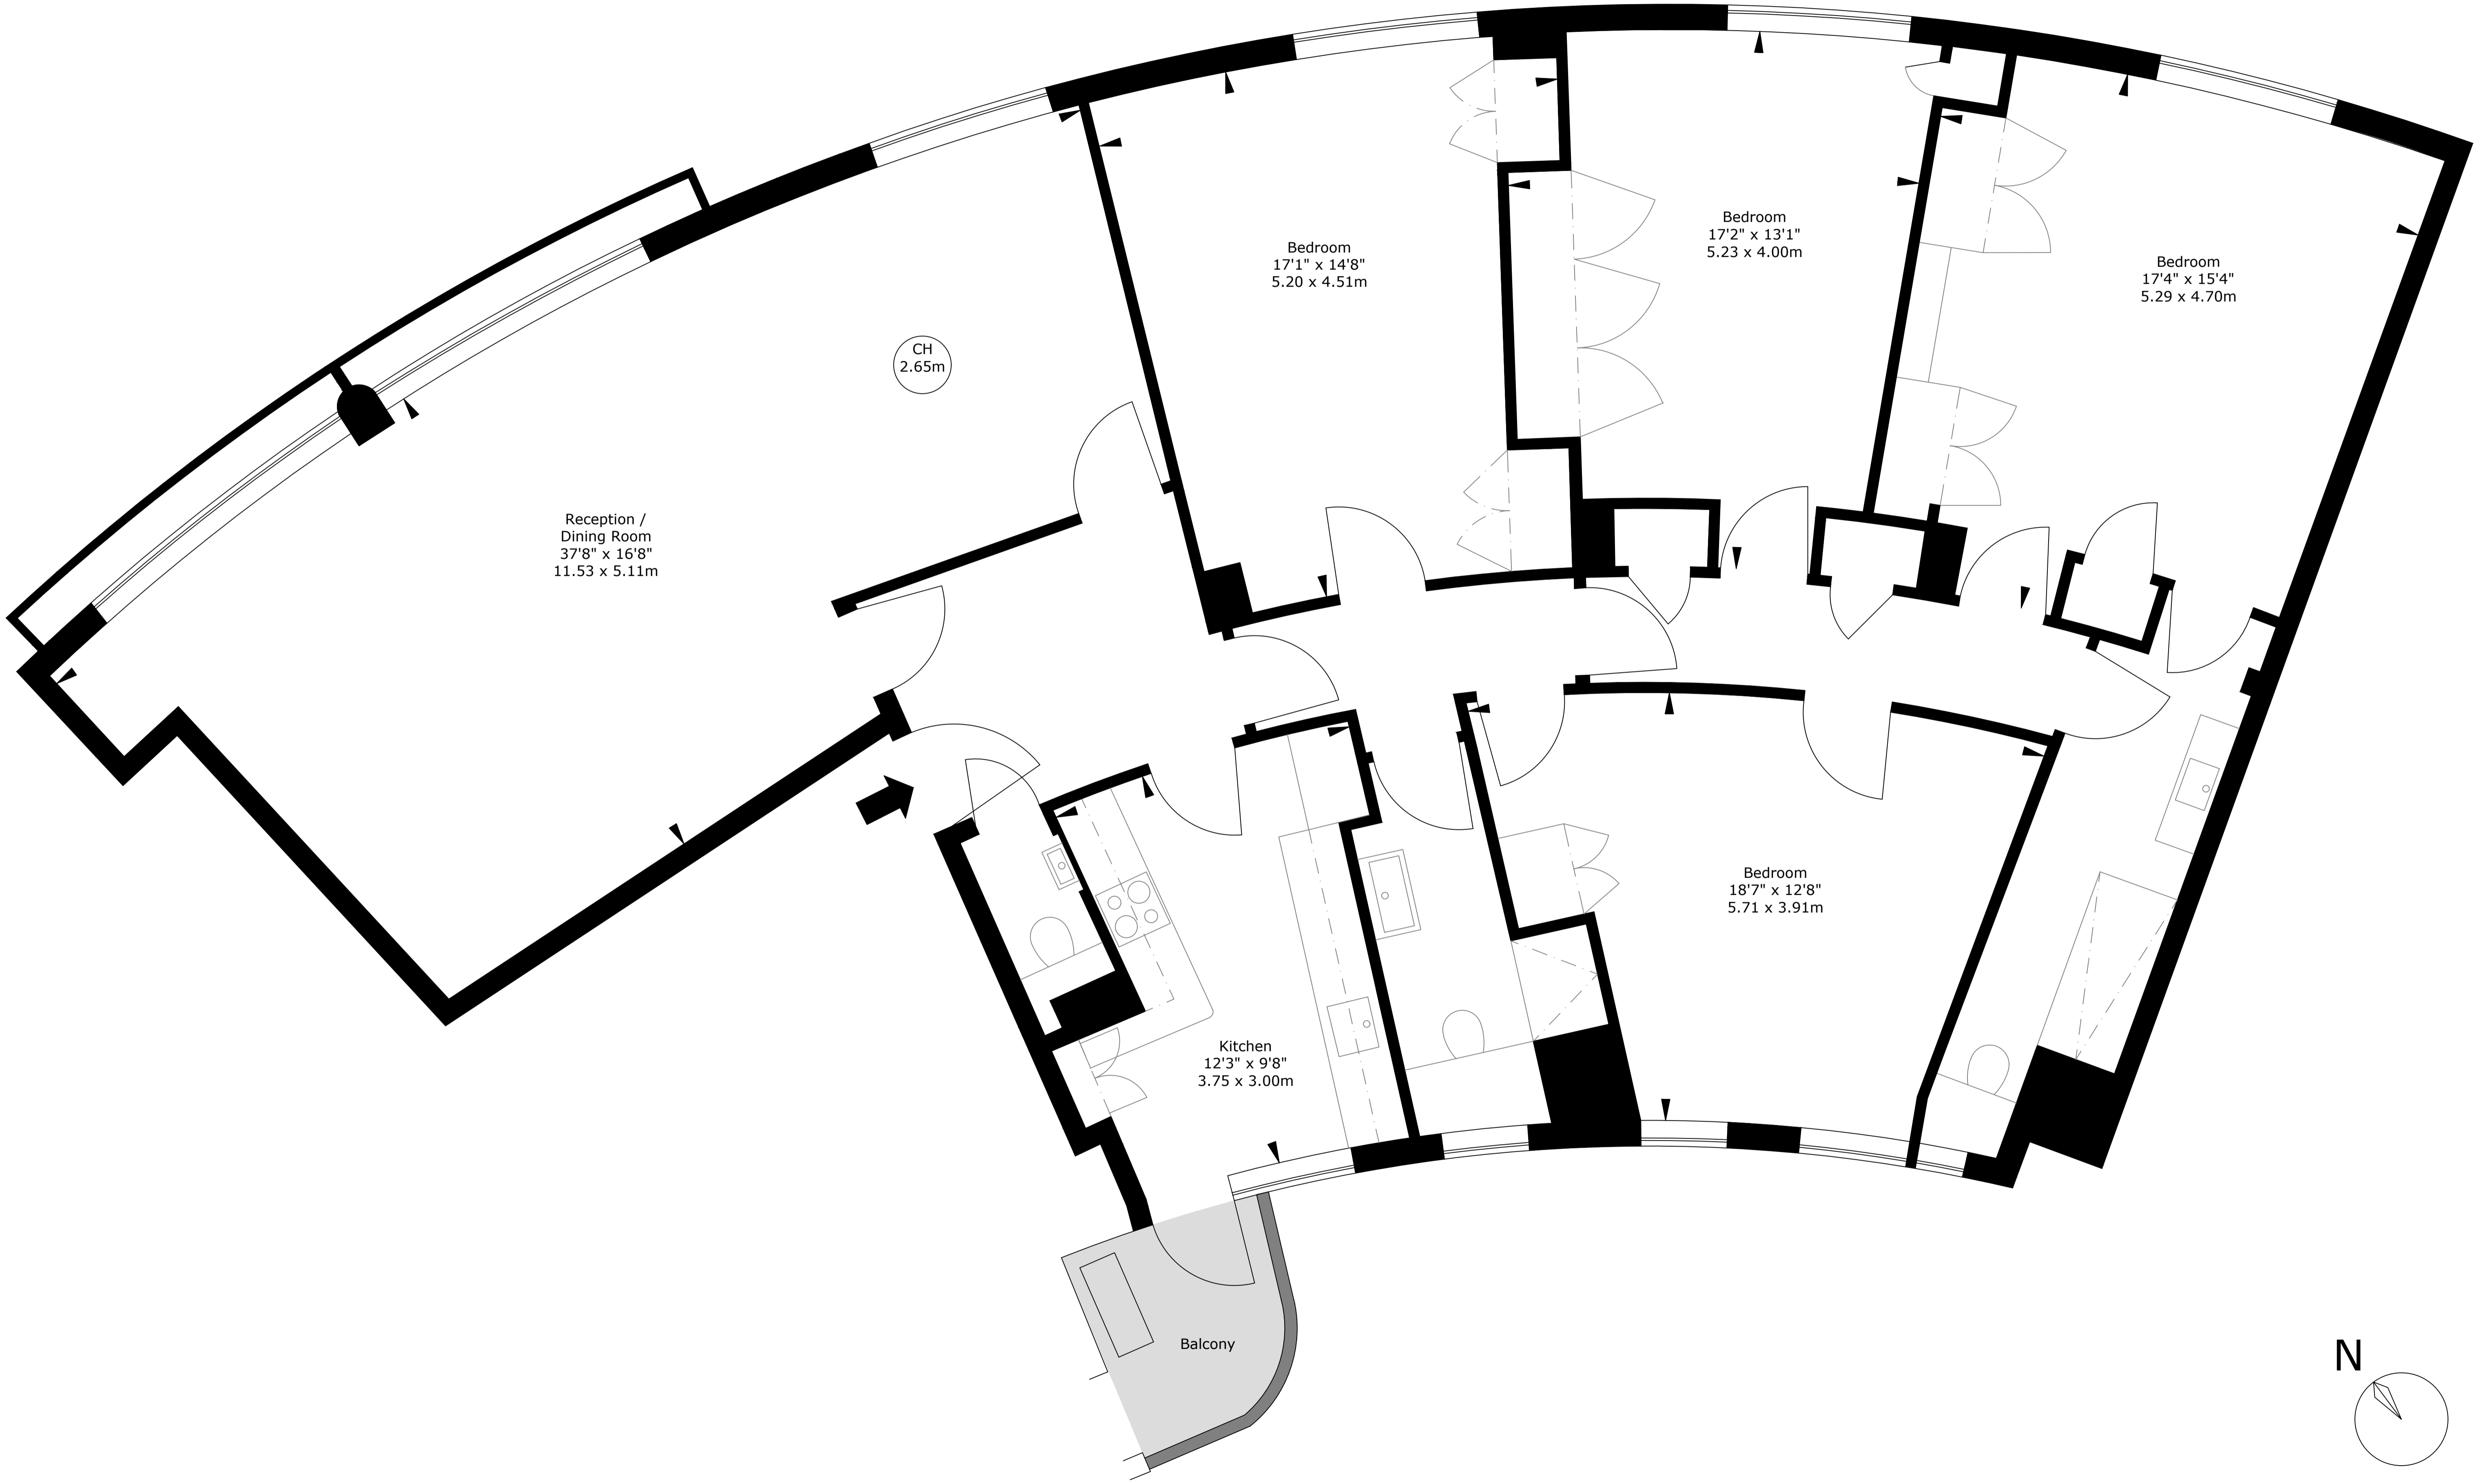 Bedroom
17'1" x 14'8"
5.20 x 4.51m
Bedroom
17'2" x 13'1"
5.23 x 4.00m
Bedroom
17'4" x 15'4"
5.29 x 4.70m
CH
2.65m
Reception /
Dining Room
37'8" x 16'8"
11.53 x 5.11m
Bedroom
18'7" x 12'8"
5.71 x 3.91m
Kitchen
12'3" x 9'8"
3.75 x 3.00m
Balcony
N